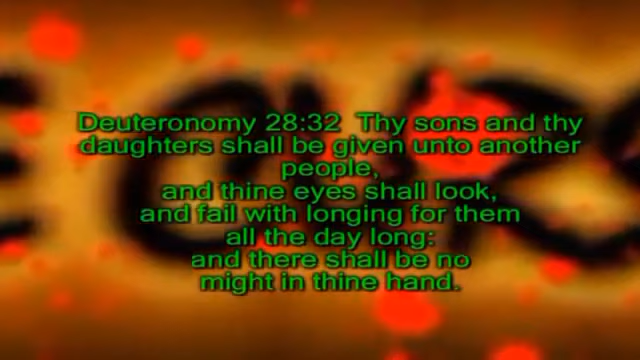 Deuteronomy 28:32 Thy sons and thy
daughters shall be given unto another
people,
and thine eyes shall look,
and fail with longing for them
all the day long:
and there shall be no
might in thine hand.